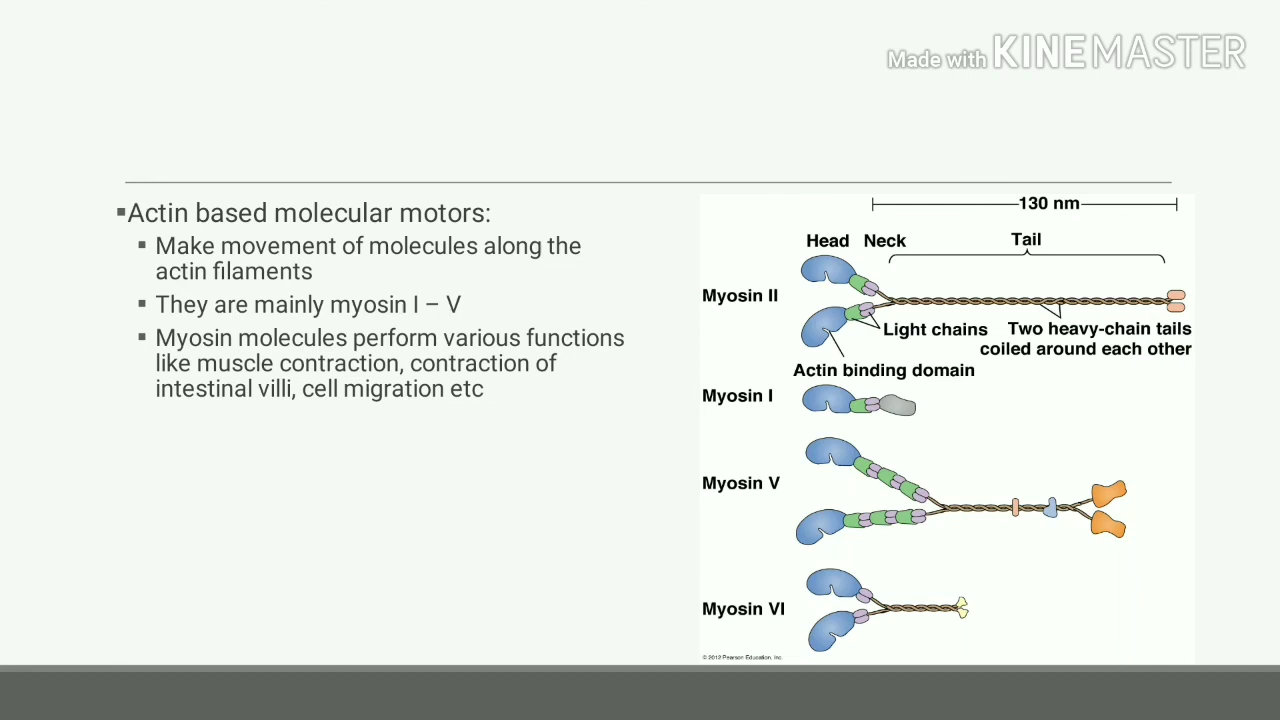 Made with KINEMASTER
▪Actin based molecular motors:
▪ Make movement of molecules along the
actin filaments
▪ They are mainly myosin I – V
▪ Myosin molecules perform various functions
like muscle contraction, contraction of
intestinal villi, cell migration etc
130 nm
Head Neck Tail
Myosin II
Light chains
Two heavy-chain tails
coiled around each other
Actin binding domain
Myosin I
Myosin V
Myosin VI
© 2012 Pearson Education, Inc.